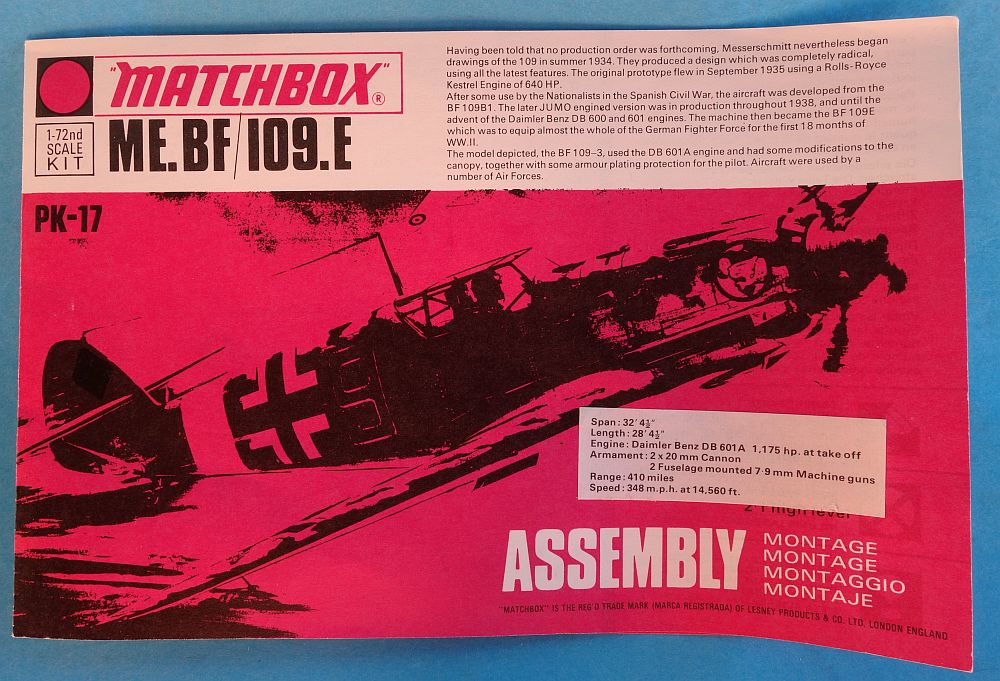 "MATCHBOX"®
1-72nd
SCALE
KIT
ME.BF/109.E
Having been told that no production order was forthcoming, Messerschmitt nevertheless began
drawings of the 109 in summer 1934. They produced a design which was completely radical,
using all the latest features. The original prototype flew in September 1935 using a Rolls-Royce
Kestrel Engine of 640 HP.
After some use by the Nationalists in the Spanish Civil War, the aircraft was developed from the
BF 109B1. The later JUMO engined version was in production throughout 1938, and until the
advent of the Daimler Benz DB 600 and 601 engines. The machine then became the BF 109E
which was to equip almost the whole of the German Fighter Force for the first 18 months of
WW.II.
The model depicted, the BF 109-3, used the DB 601A engine and had some modifications to the
canopy, together with some armour plating protection for the pilot. Aircraft were used by a
number of Air Forces.
PK-17
Span: 32' 4½"
Length: 28' 4½"
Engine: Daimler Benz DB 601A 1,175 hp. at take off
Armament: 2 x 20 mm Cannon
2 Fuselage mounted 7·9 mm Machine guns
Range: 410 miles
Speed: 348 m.p.h. at 14,560 ft.
ASSEMBLY
MONTAGE
MONTAGE
MONTAGGIO
MONTAJE
"MATCHBOX" IS THE REG'D TRADE MARK (MARCA REGISTRADA) OF LESNEY PRODUCTS & CO. LTD. LONDON ENGLAND